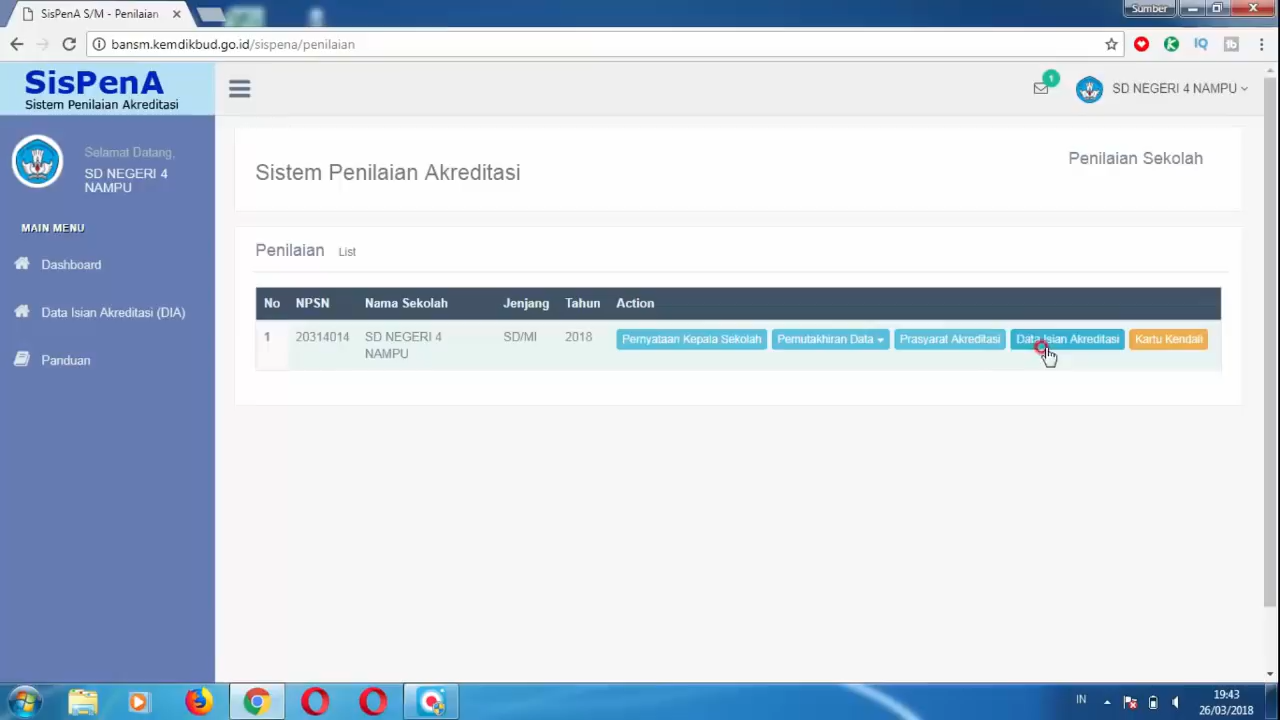 SisPenA S/M - Penilaian
Sumber
bansm.kemdikbud.go.id/sispena/penilaian
SisPenA
Sistem Penilaian Akreditasi
1
SD NEGERI 4 NAMPU
Selamat Datang,
SD NEGERI 4
NAMPU
MAIN MENU
Dashboard
Data Isian Akreditasi (DIA)
Panduan
Sistem Penilaian Akreditasi
Penilaian Sekolah
Penilaian List
No NPSN Nama Sekolah Jenjang Tahun Action
1 20314014 SD NEGERI 4 SD/MI 2018 Pernyataan Kepala Sekolah Pemutakhiran Data Prasyarat Akreditasi Data Isian Akreditasi Kartu Kendali
NAMPU
IN
19:43
26/03/2018